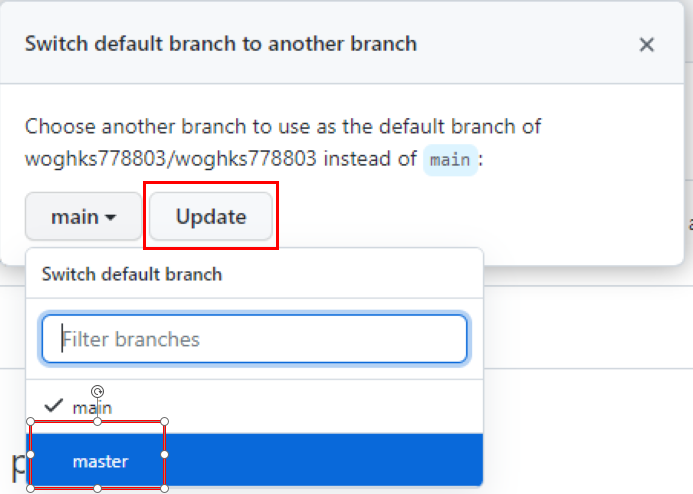 Switch default branch to another branch
Choose another branch to use as the default branch of
woghks778803/woghks778803 instead of main:
main Update
Switch default branch
Filter branches
main
master